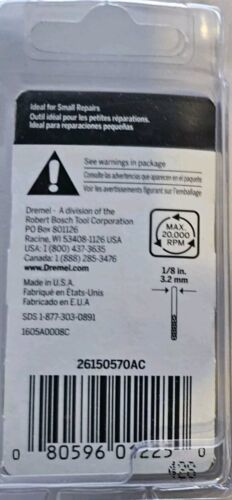 Ideal for Small Repairs
Outil idéal pour les petites réparations.
Ideal para reparaciones pequeñas
See warnings in package
Consulte las advertencias que aparecen en el paquete
Voir les avertissements figurant sur l'emballage
Dremel - A division of the
Robert Bosch Tool Corporation
PO Box 081126
Racine, WI 53408-1126 USA
USA: 1 (800) 437-3635
Canada: 1 (888) 285-3476
www.Dremel.com
MAX.
20,000
RPM
1/8 in.
3.2 mm
Made in U.S.A.
Fabriqué en États-Unis
Fabricado en E.U.A
SDS 1-877-303-0891
1605A0008C
26150570AC
0 80596 01225 0